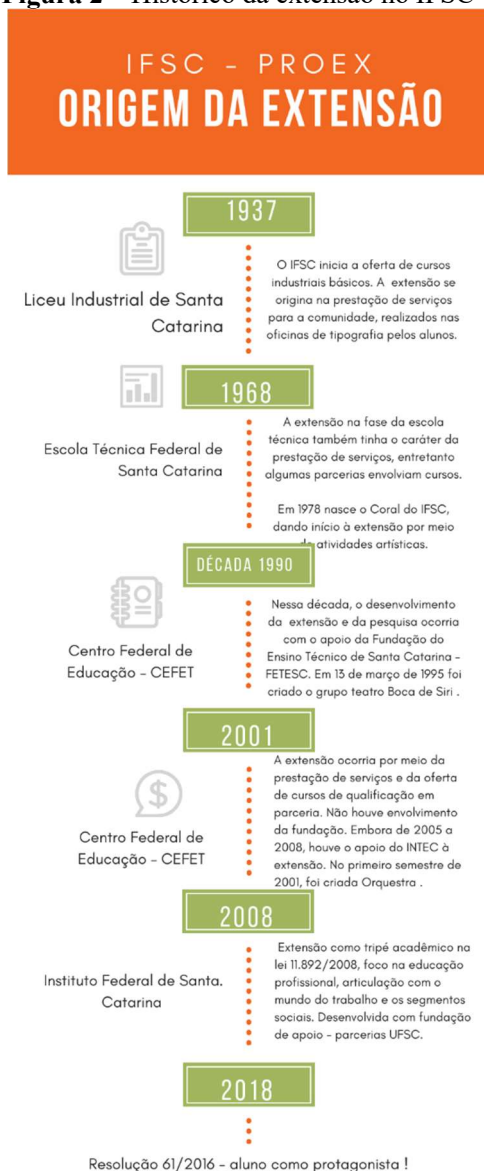 Figura 2 - Histórico da extensão no IFSC
IFSC - PROEX
ORIGEM DA EXTENSÃO
1937
Liceu Industrial de Santa
Catarina
O IFSC inicia a oferta de cursos
industriais básicos. A extensão se
origina na prestação de serviços
para a comunidade, realizados nas
oficinas de tipografia pelos alunos.
1968
Escola Técnica Federal de
Santa Catarina
A extensão na fase da escola
técnica também tinha o caráter da
prestação de serviços, entretanto
algumas parcerias envolviam cursos.
Em 1978 nasce o Coral do IFSC,
dando início à extensão por meio
de atividades artísticas.
DÉCADA 1990
Centro Federal de
Educação - CEFET
Nessa década, o desenvolvimento
da extensão e da pesquisa ocorria
com o apoio da Fundação do
Ensino Técnico de Santa Catarina -
FETESC. Em 13 de março de 1995 foi
criado o grupo teatro Boca de Siri .
2001
Centro Federal de
Educação - CEFET
A extensão ocorria por meio da
prestação de serviços e da oferta
de cursos de qualificação em
parceria. Não houve envolvimento
da fundação. Embora de 2005 a
2008, houve o apoio do INTEC à
extensão. No primeiro semestre de
2001, foi criada Orquestra .
2008
Instituto Federal de Santa.
Catarina
Extensão como tripé acadêmico na
lei 11.892/2008, foco na educação
profissional, articulação com o
mundo do trabalho e os segmentos
sociais. Desenvolvida com fundação
de apoio - parcerias UFSC.
2018
Resolução 61/2016 - aluno como protagonista !